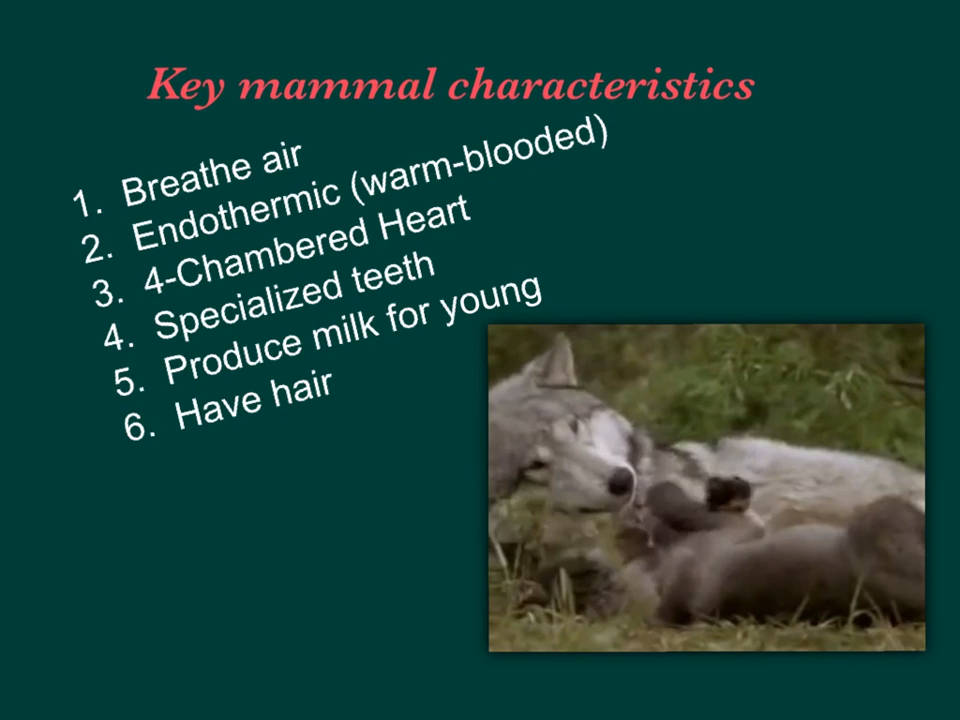 Key mammal characteristics
1. Breathe air
2. Endothermic (warm-blooded)
3. 4-Chambered Heart
4. Specialized teeth
5. Produce milk for young
6. Have hair